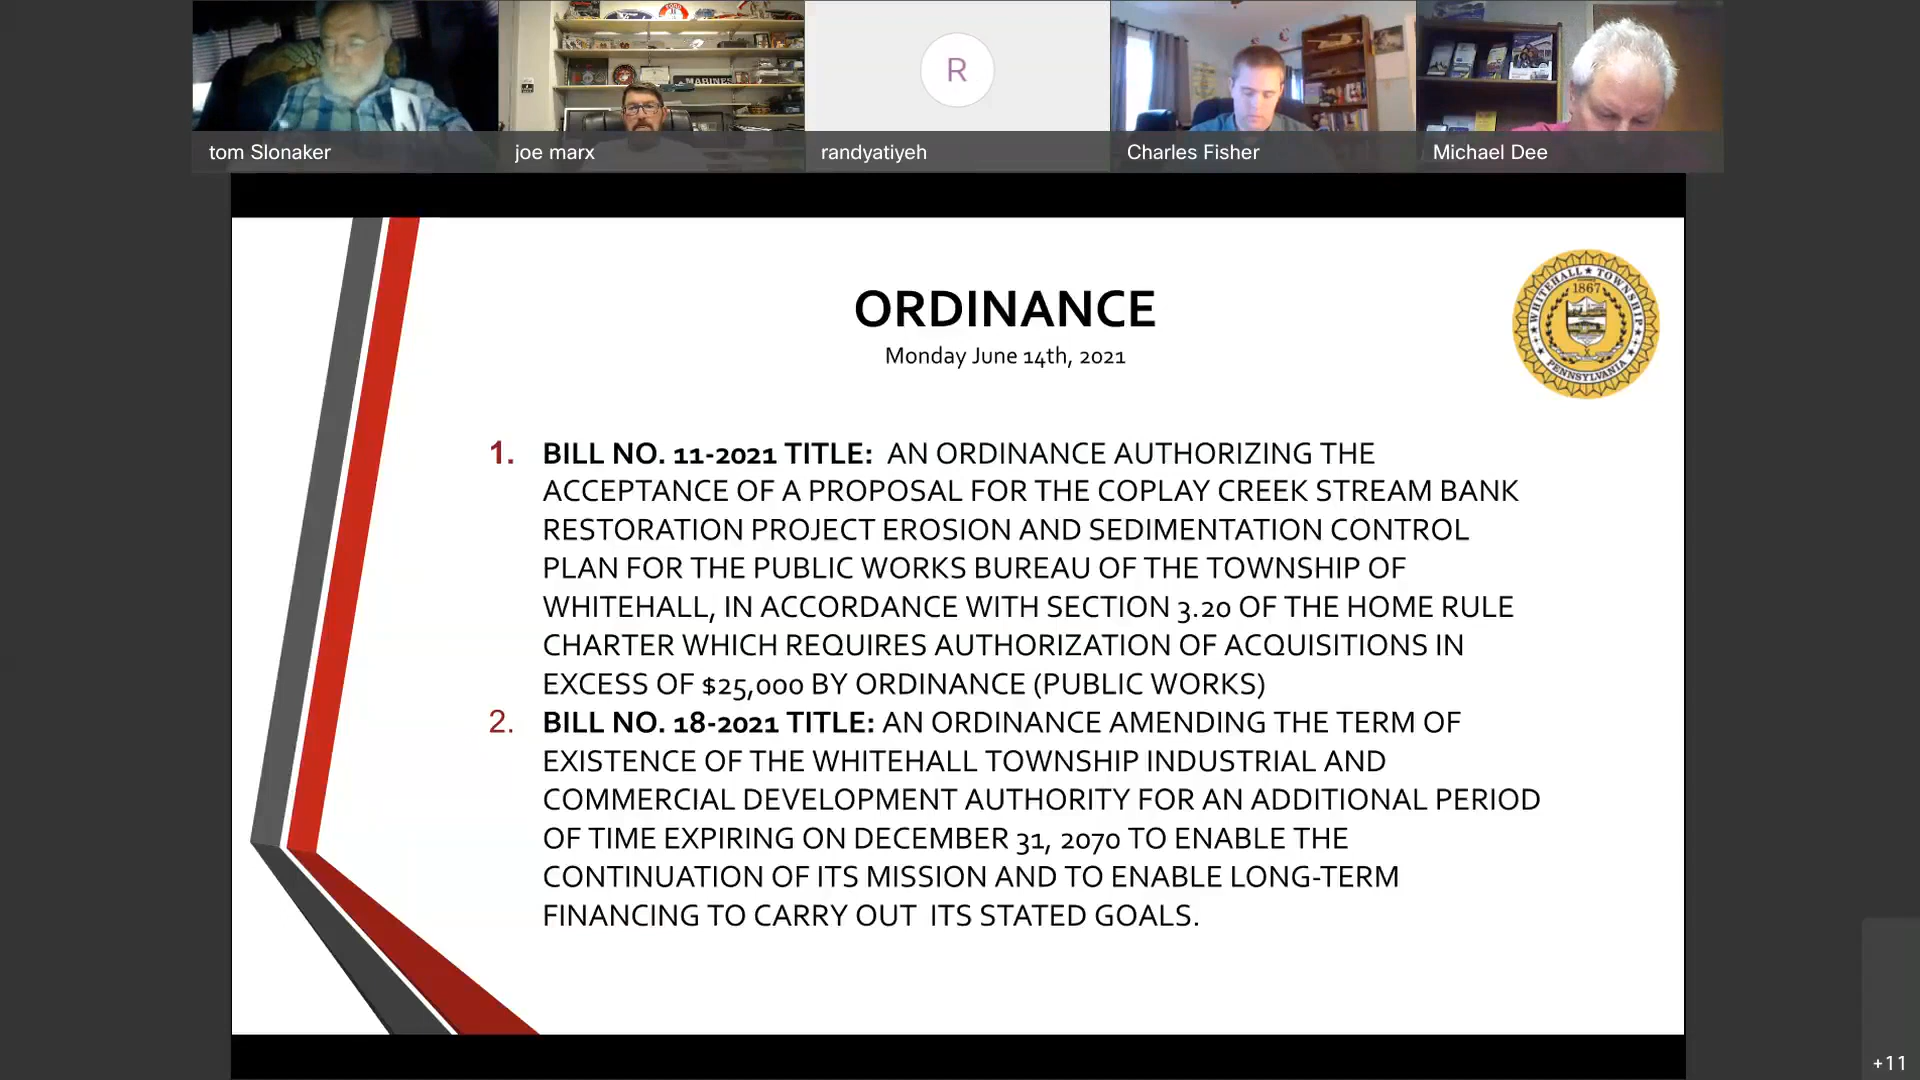 MARINES
R
tom Slonaker
joe marx
randyatiyeh
Charles Fisher
Michael Dee
ORDINANCE
Monday June 14th, 2021
WHITEHALL ★ TOWNSHIP
1867
PENNSYLVANIA
1. BILL NO. 11-2021 TITLE: AN ORDINANCE AUTHORIZING THE
ACCEPTANCE OF A PROPOSAL FOR THE COPLAY CREEK STREAM BANK
RESTORATION PROJECT EROSION AND SEDIMENTATION CONTROL
PLAN FOR THE PUBLIC WORKS BUREAU OF THE TOWNSHIP OF
WHITEHALL, IN ACCORDANCE WITH SECTION 3.20 OF THE HOME RULE
CHARTER WHICH REQUIRES AUTHORIZATION OF ACQUISITIONS IN
EXCESS OF $25,000 BY ORDINANCE (PUBLIC WORKS)
2. BILL NO. 18-2021 TITLE: AN ORDINANCE AMENDING THE TERM OF
EXISTENCE OF THE WHITEHALL TOWNSHIP INDUSTRIAL AND
COMMERCIAL DEVELOPMENT AUTHORITY FOR AN ADDITIONAL PERIOD
OF TIME EXPIRING ON DECEMBER 31, 2070 TO ENABLE THE
CONTINUATION OF ITS MISSION AND TO ENABLE LONG-TERM
FINANCING TO CARRY OUT ITS STATED GOALS.
+11